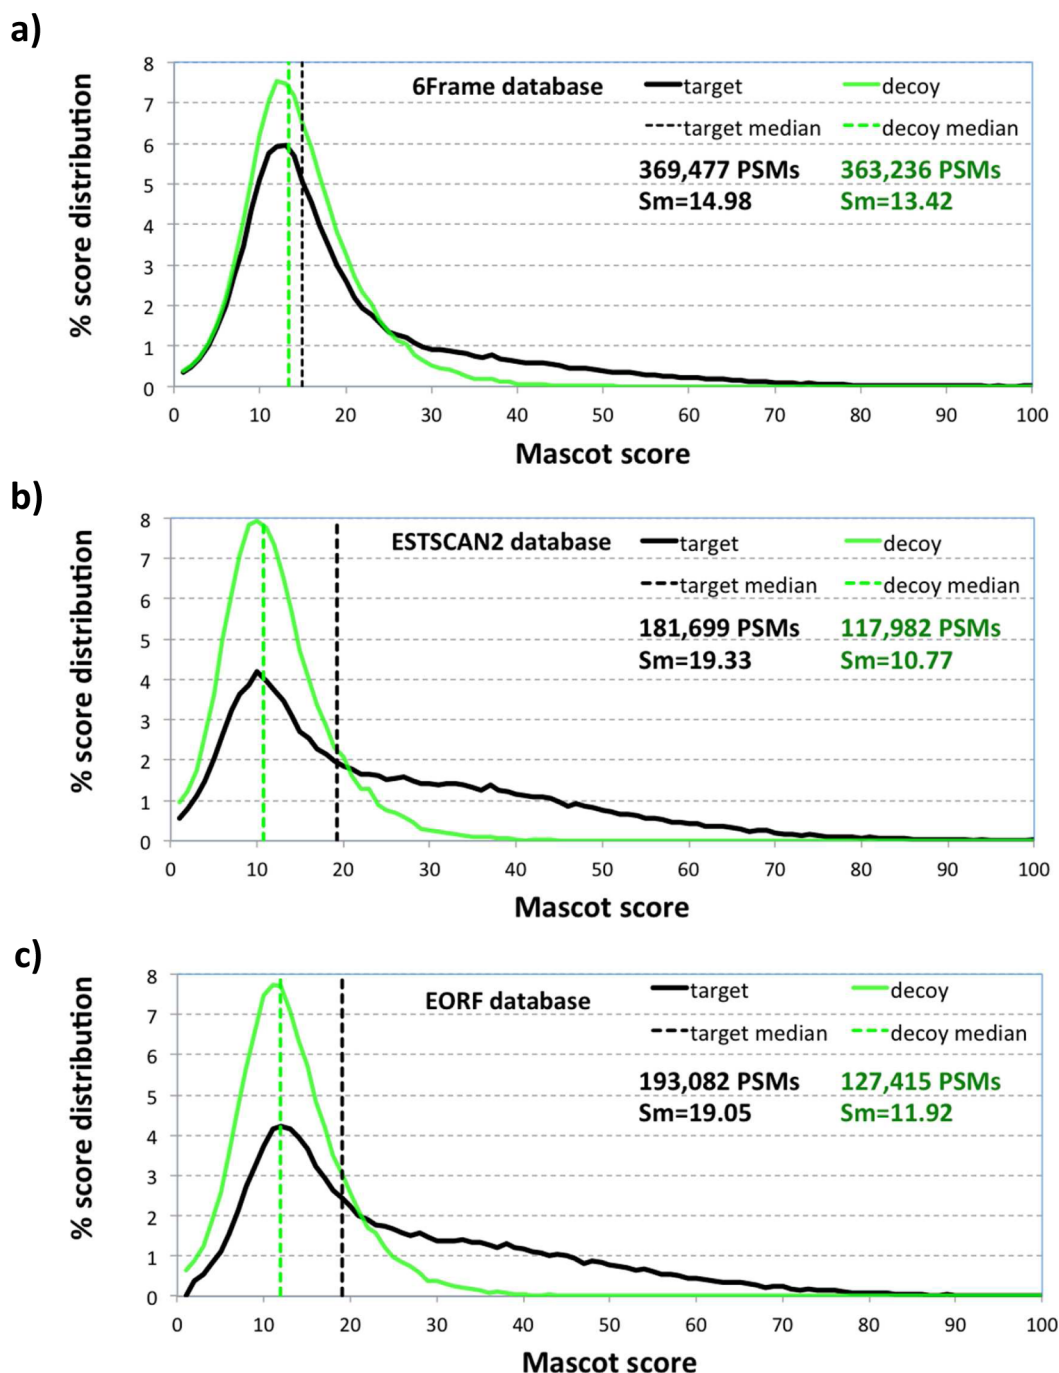 a)
% score distribution
8
7
6
5
4
3
2
1
0
6Frame database
target
decoy
target median
decoy median
369,477 PSMs
363,236 PSMs
Sm=14.98
Sm=13.42
0 10 20 30 40 50 60 70 80 90 100
Mascot score
b)
% score distribution
8
7
6
5
4
3
2
1
0
ESTSCAN2 database
target
decoy
target median
decoy median
181,699 PSMs
117,982 PSMs
Sm=19.33
Sm=10.77
0 10 20 30 40 50 60 70 80 90 100
Mascot score
c)
% score distribution
8
7
6
5
4
3
2
1
0
EORF database
target
decoy
target median
decoy median
193,082 PSMs
127,415 PSMs
Sm=19.05
Sm=11.92
0 10 20 30 40 50 60 70 80 90 100
Mascot score